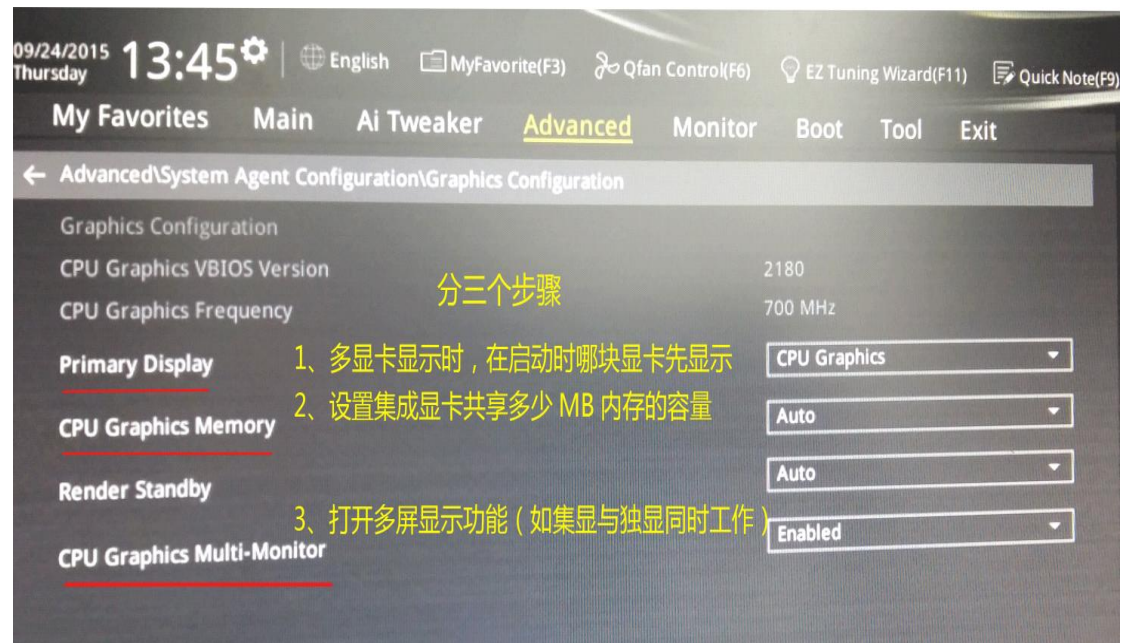 09/24/2015 Thursday 13:45 English MyFavorite(F3) Qfan Control(F6) EZ Tuning Wizard(F11) Quick Note(F9)
My Favorites Main Ai Tweaker Advanced Monitor Boot Tool Exit
← Advanced\System Agent Configuration\Graphics Configuration
Graphics Configuration
CPU Graphics VBIOS Version 2180
分三个步骤
CPU Graphics Frequency 700 MHz
Primary Display 1、多显卡显示时，在启动时哪块显卡先显示 CPU Graphics
CPU Graphics Memory 2、设置集成显卡共享多少 MB 内存的容量 Auto
Render Standby Auto
3、打开多屏显示功能（如集显与独显同时工作）
CPU Graphics Multi-Monitor Enabled